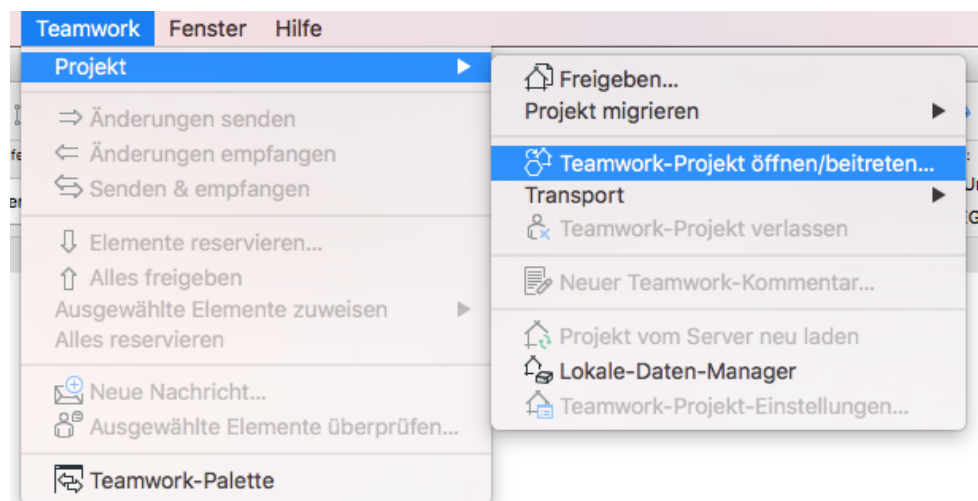 Teamwork Fenster Hilfe
Projekt
Änderungen senden
Änderungen empfangen
Senden & empfangen
Elemente reservieren...
Alles freigeben
Ausgewählte Elemente zuweisen
Alles reservieren
Neue Nachricht...
Ausgewählte Elemente überprüfen...
Teamwork-Palette
Freigeben...
Projekt migrieren
Teamwork-Projekt öffnen/beitreten...
Transport
Teamwork-Projekt verlassen
Neuer Teamwork-Kommentar...
Projekt vom Server neu laden
Lokale-Daten-Manager
Teamwork-Projekt-Einstellungen...